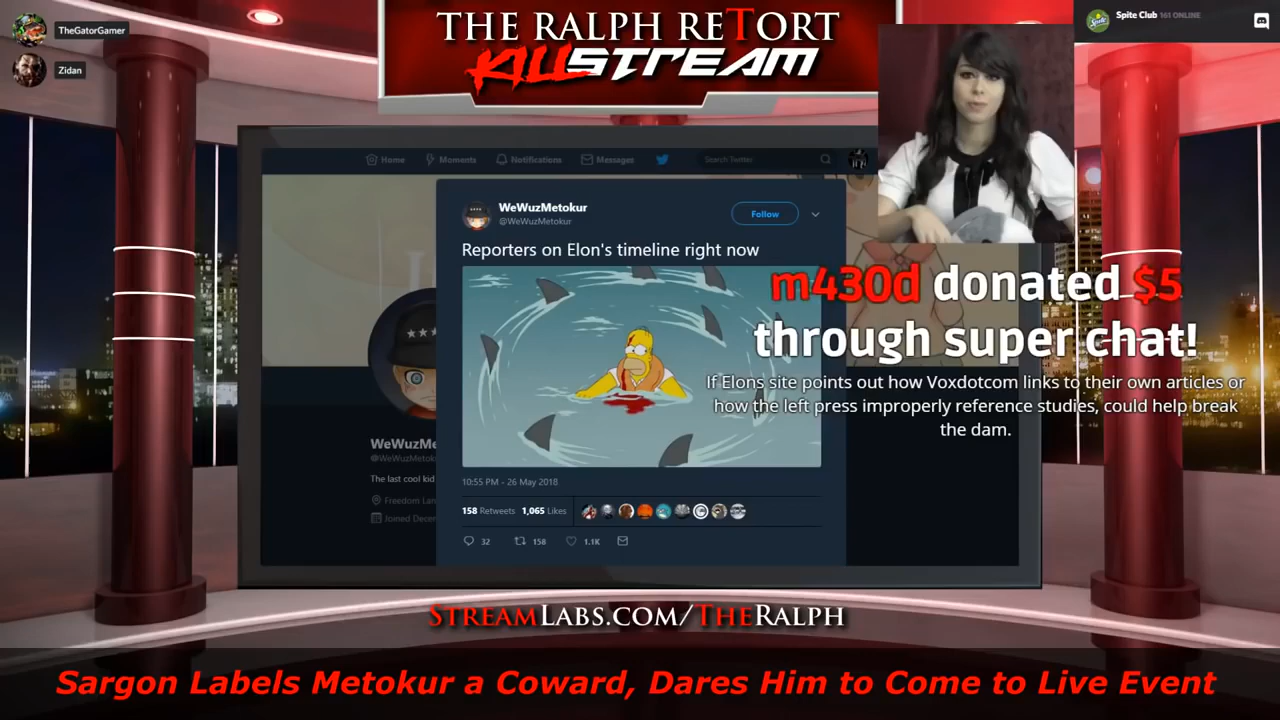 TheGatorGamer
Zidan
THE RALPH RETORT
KILLSTREAM
Spite Club 161 ONLINE
Home
Moments
Notifications
Messages
Search Twitter
WeWuzMetokur
@WeWuzMetokur
Follow
Reporters on Elon's timeline right now
m430d donated $5
through super chat!
If Elons site points out how Voxdotcom links to their own articles or
how the left press improperly reference studies, could help break
the dam.
WeWuzMe
@WeWuzMetok
The last cool kid
Freedom Lan
Joined Decem
10:55 PM - 26 May 2018
158 Retweets 1,065 Likes
32
158
1.1K
STREAMLABS.COM/THERALPH
Sargon Labels Metokur a Coward, Dares Him to Come to Live Event